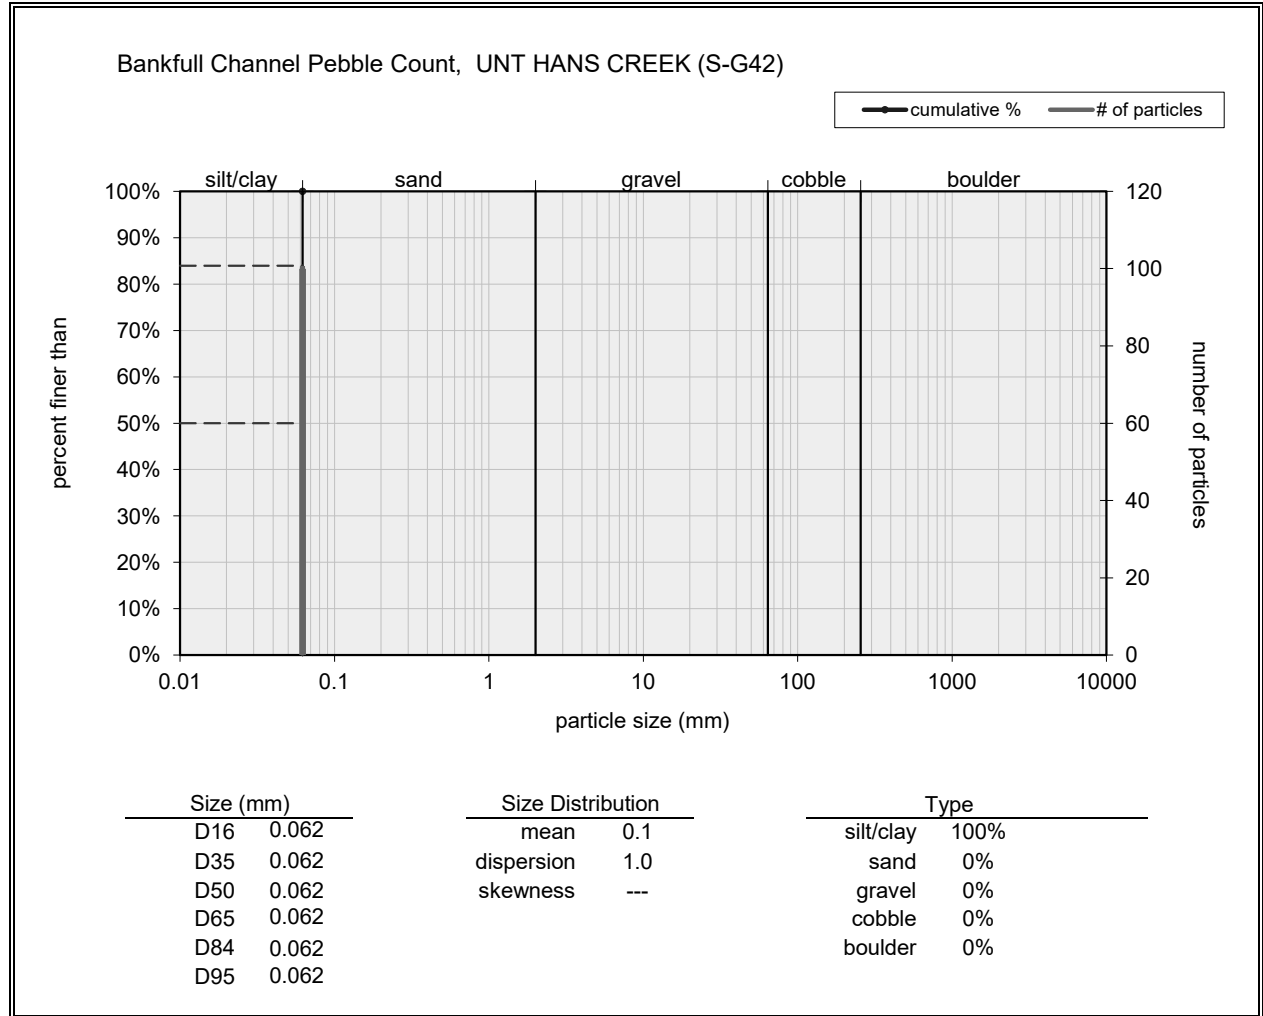 Bankfull Channel Pebble Count,  UNT HANS CREEK (S-G42)
cumulative % # of particles
silt/clay sand gravel cobble boulder
100% 120
90%
80% 100
70%
60% 80
50% 60
40%
30% 40
20% 20
10%
0% 0
percent finer than
number of particles
0.01 0.1 1 10 100 1000 10000
particle size (mm)
Size (mm) Size Distribution Type
D16 0.062 mean 0.1 silt/clay 100%
D35 0.062 dispersion 1.0 sand 0%
D50 0.062 skewness --- gravel 0%
D65 0.062 cobble 0%
D84 0.062 boulder 0%
D95 0.062